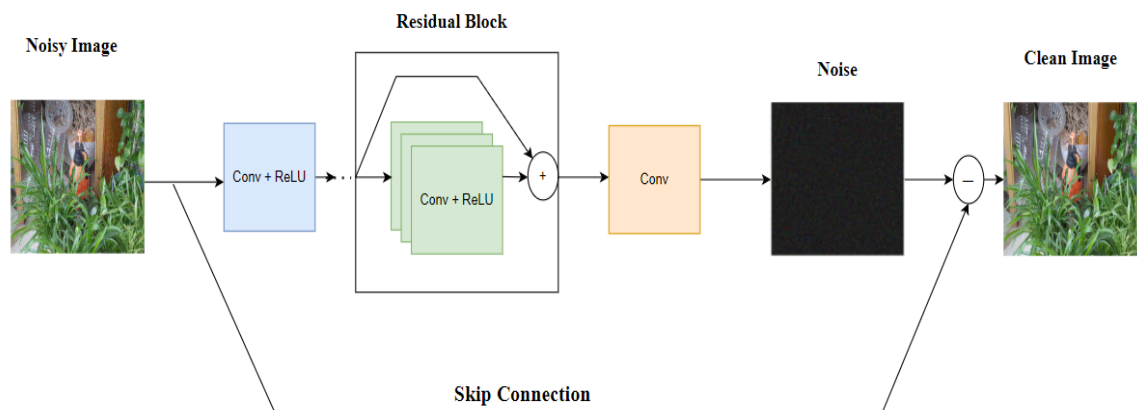 Residual Block
Noisy Image
Noise
Clean Image
Conv + ReLU
...
Conv + ReLU
+
Conv
−
Skip Connection